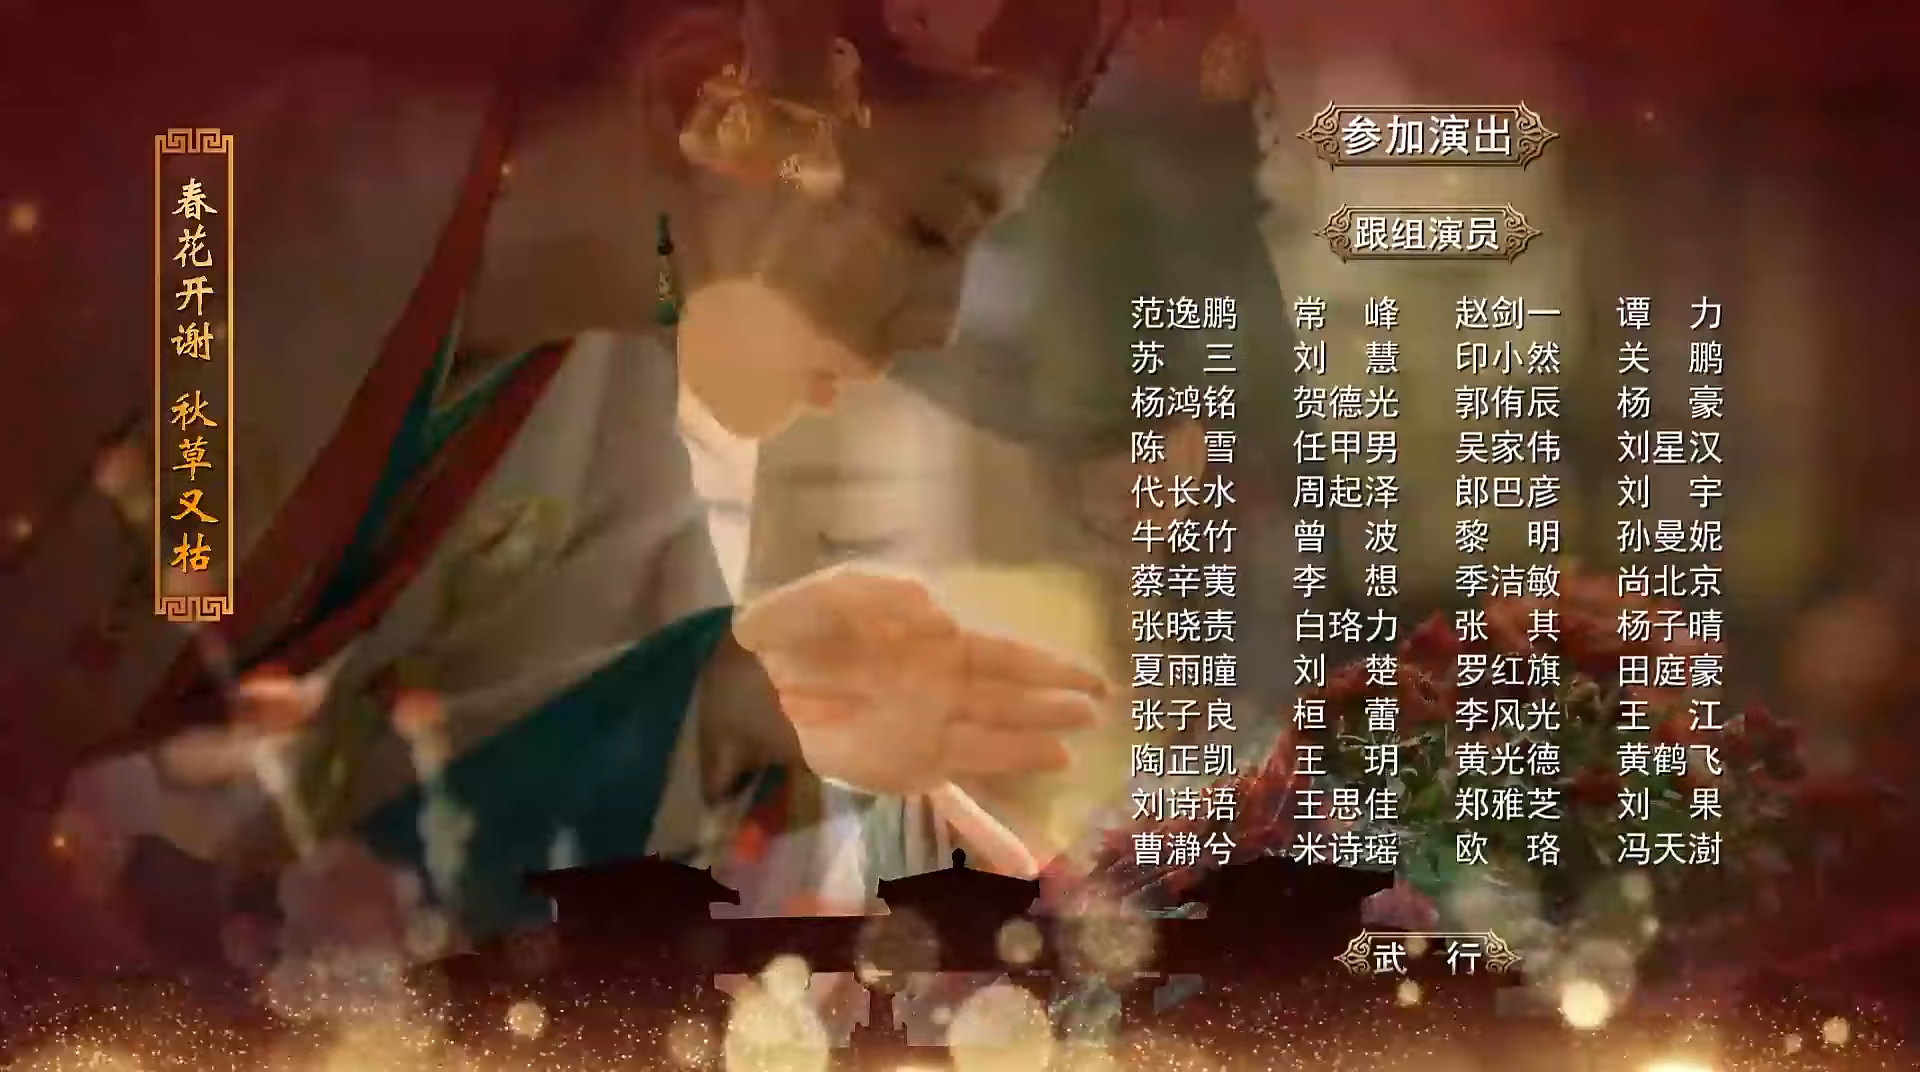 春花开谢 秋草又枯
参加演出
跟组演员
范逸鹏 常 峰 赵剑一 谭 力
苏 三 刘 慧 印小然 关 鹏
杨鸿铭 贺德光 郭侑辰 杨 豪
陈 雪 任甲男 吴家伟 刘星汉
代长水 周起泽 郎巴彦 刘 宇
牛筱竹 曾 波 黎 明 孙曼妮
蔡辛荑 李 想 季洁敏 尚北京
张晓责 白珞力 张 其 杨子晴
夏雨瞳 刘 楚 罗红旗 田庭豪
张子良 桓 蕾 李风光 王 江
陶正凯 王 玥 黄光德 黄鹤飞
刘诗语 王思佳 郑雅芝 刘 果
曹瀞兮 米诗瑶 欧 珞 冯天澍
武 行